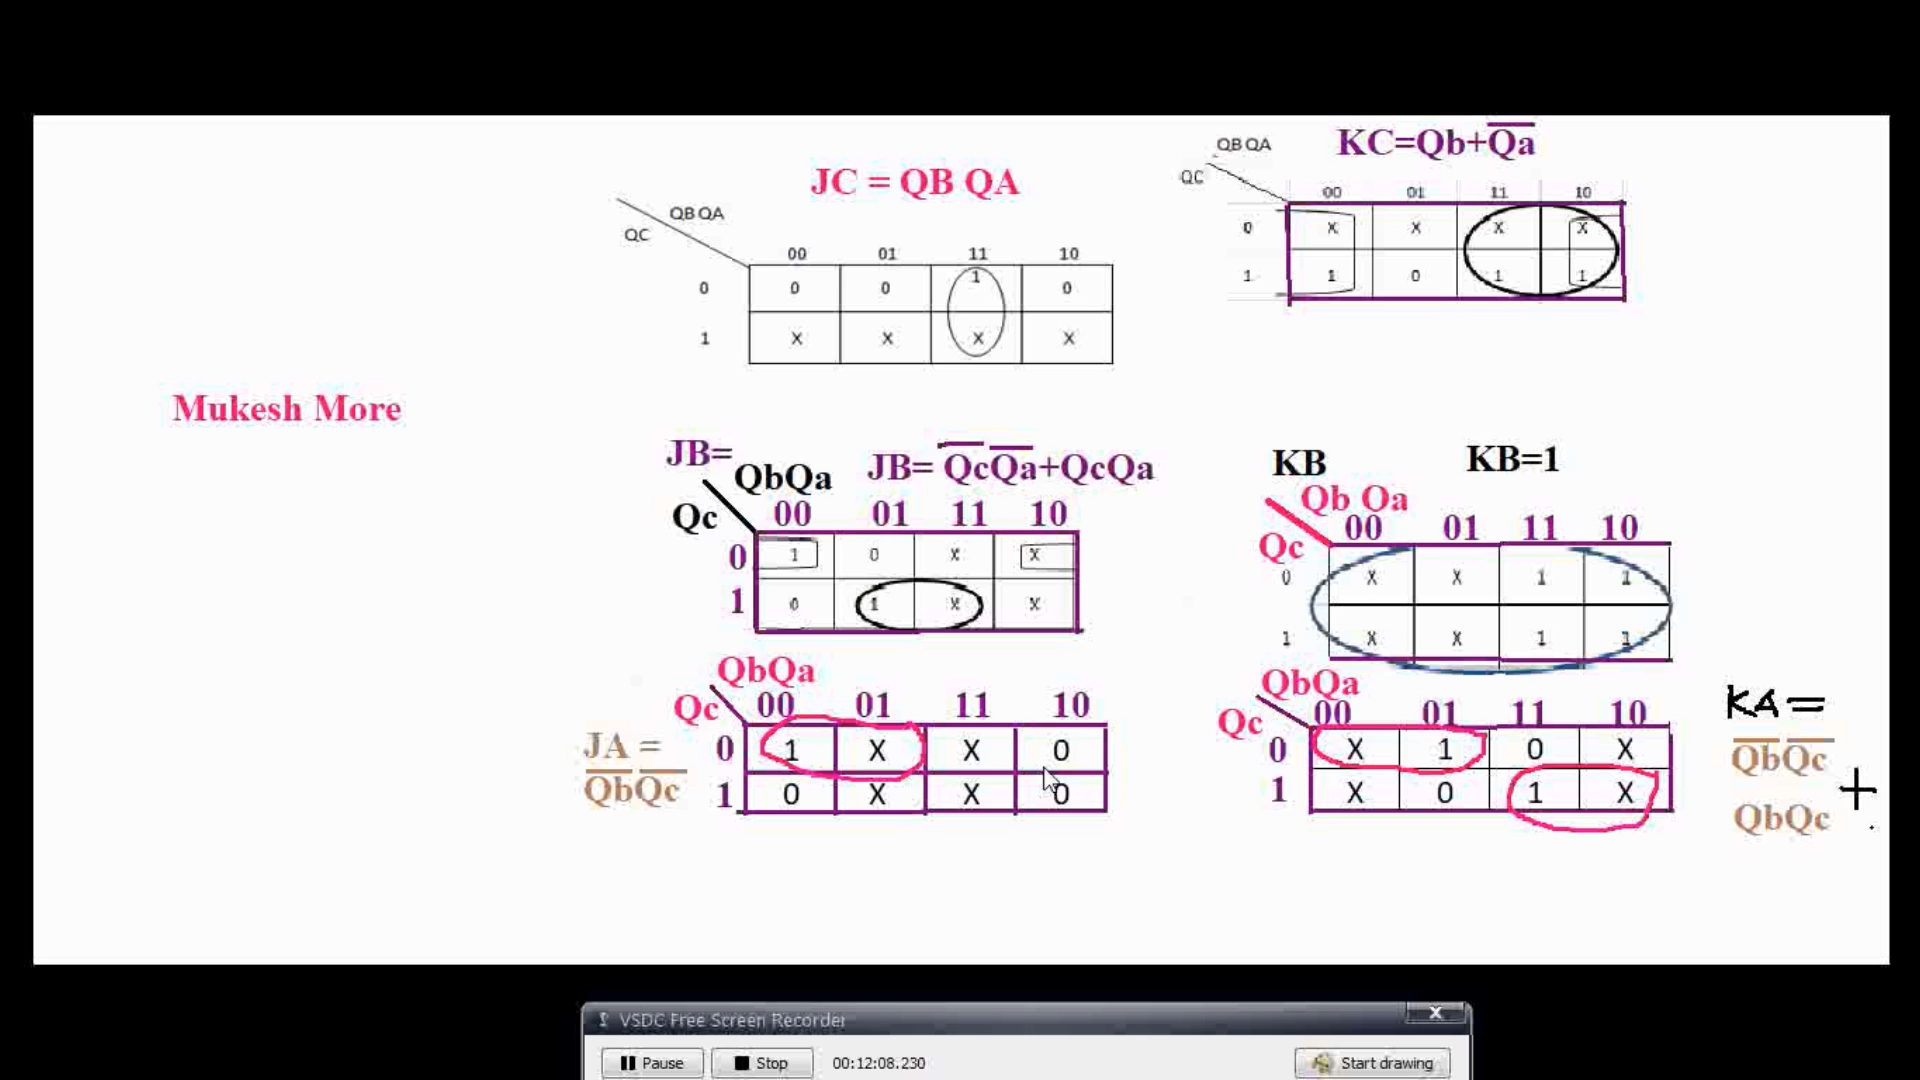 JC = QB QA
QB QA
QC
00 01 11 10
0 0 0 1 0
1 X X X X
KC=Qb+Q̅a̅
QB QA
QC
00 01 11 10
0 X X X X
1 1 0 1 1
Mukesh More
JB=
QbQa
Qc
JB= Q̅c̅Q̅a̅+QcQa
00 01 11 10
0 1 0 X X
1 0 1 X X
KB
KB=1
Qb Qa
Qc
00 01 11 10
0 X X 1 1
1 X X 1 1
QbQa
Qc
00 01 11 10
JA =
Q̅b̅Q̅c̅
0 1 X X 0
1 0 X X 0
QbQa
Qc
00 01 11 10
0 X 1 0 X
1 X 0 1 X
KA=
Q̅b̅Q̅c̅
+
QbQc
VSDC Free Screen Recorder
x
Pause Stop 00:12:08.230 Start drawing